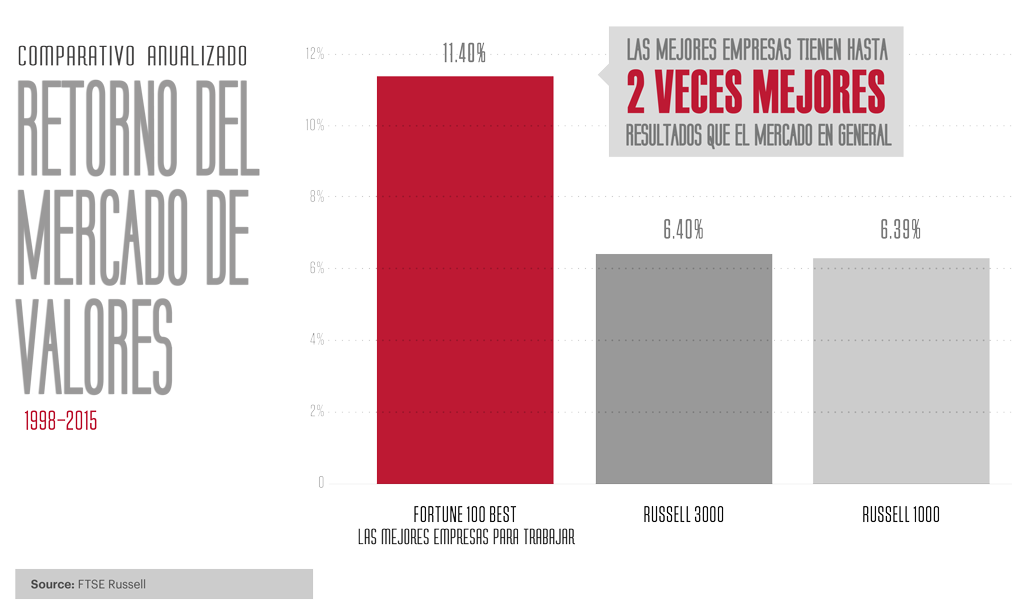 COMPARATIVO ANUALIZADO
RETORNO DEL
MERCADO DE
VALORES
1998-2015
12%
10%
8%
6%
4%
2%
0
11.40%
6.40%
6.39%
LAS MEJORES EMPRESAS TIENEN HASTA
2 VECES MEJORES
RESULTADOS QUE EL MERCADO EN GENERAL
FORTUNE 100 BEST
LAS MEJORES EMPRESAS PARA TRABAJAR
RUSSELL 3000
RUSSELL 1000
Source: FTSE Russell